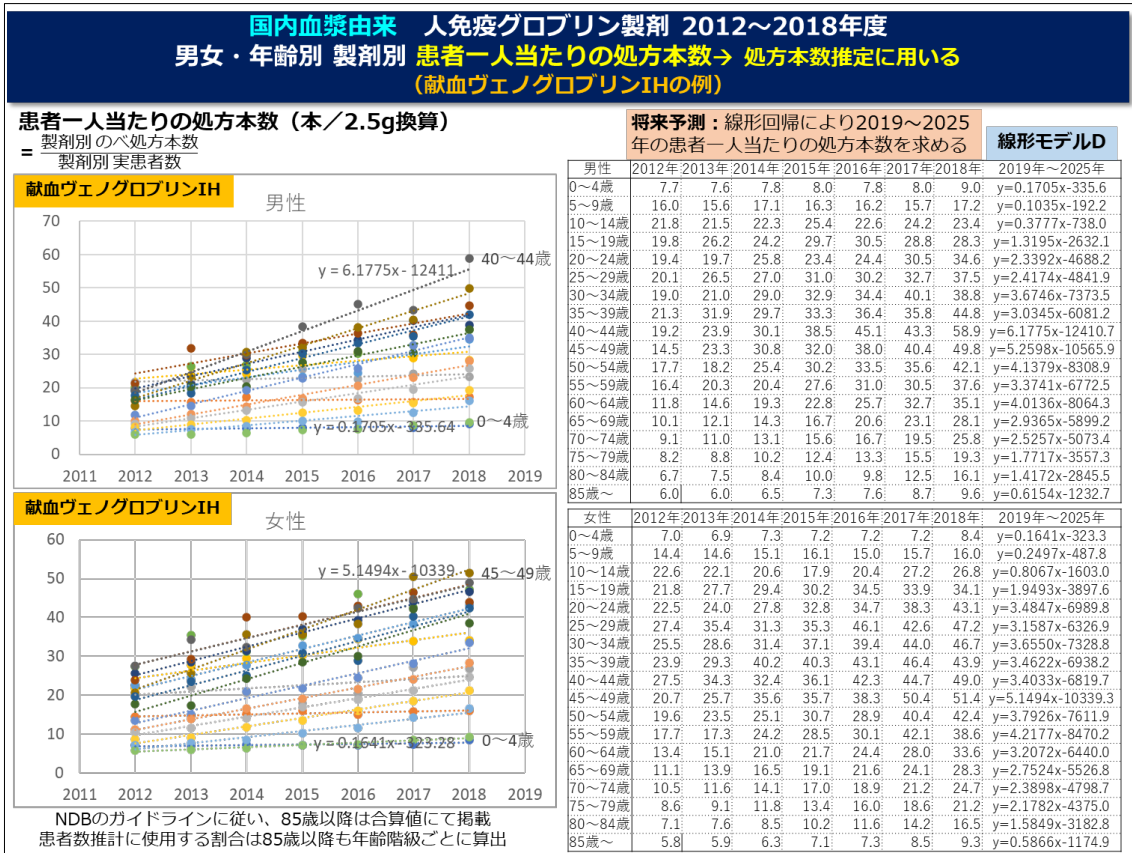 国内血漿由来 人免疫グロブリン製剤 2012～2018年度
男女・年齢別 製剤別 患者一人当たりの処方本数→ 処方本数推定に用いる
（献血ヴェノグロブリンIHの例）
患者一人当たりの処方本数（本／2.5g換算）
= 製剤別 のべ処方本数
製剤別 実患者数
献血ヴェノグロブリンIH
男性
70
60
50
40
30
20
10
0
2011 2012 2013 2014 2015 2016 2017 2018 2019
y = 6.1775x - 12411
40～44歳
y = 0.1705x - 335.64
0～4歳
献血ヴェノグロブリンIH
女性
60
50
40
30
20
10
0
2011 2012 2013 2014 2015 2016 2017 2018 2019
y = 5.1494x - 10339
45～49歳
y = 0.1641x - 323.28
0～4歳
NDBのガイドラインに従い、85歳以降は合算値にて掲載
患者数推計に使用する割合は85歳以降も年齢階級ごとに算出
将来予測：線形回帰により2019～2025
年の患者一人当たりの処方本数を求める
線形モデルD
男性 2012年 2013年 2014年 2015年 2016年 2017年 2018年 2019年～2025年
0～4歳 7.7 7.6 7.8 8.0 7.8 8.0 9.0 y=0.1705x-335.6
5～9歳 16.0 15.6 17.1 16.3 16.2 15.7 17.2 y=0.1035x-192.2
10～14歳 21.8 21.5 22.3 25.4 22.6 24.2 23.4 y=0.3777x-738.0
15～19歳 19.8 26.2 24.2 29.7 30.5 28.8 28.3 y=1.3195x-2632.1
20～24歳 19.4 19.7 25.8 23.4 24.4 30.5 34.6 y=2.3392x-4688.2
25～29歳 20.1 26.5 27.0 31.0 30.2 32.7 37.5 y=2.4174x-4841.9
30～34歳 19.0 21.0 29.0 32.9 34.4 40.1 38.8 y=3.6746x-7373.5
35～39歳 21.3 31.9 29.7 33.3 36.4 35.8 44.8 y=3.0345x-6081.2
40～44歳 19.2 23.9 30.1 38.5 45.1 43.3 58.9 y=6.1775x-12410.7
45～49歳 14.5 23.3 30.8 32.0 38.0 40.4 49.8 y=5.2598x-10565.9
50～54歳 17.7 18.2 25.4 30.2 33.5 35.6 42.1 y=4.1379x-8308.9
55～59歳 16.4 20.3 20.4 27.6 31.0 30.5 37.6 y=3.3741x-6772.5
60～64歳 11.8 14.6 19.3 22.8 25.7 32.7 35.1 y=4.0136x-8064.3
65～69歳 10.1 12.1 14.3 16.7 20.6 23.1 28.1 y=2.9365x-5899.2
70～74歳 9.1 11.0 13.1 15.6 16.7 19.5 25.8 y=2.5257x-5073.4
75～79歳 8.2 8.8 10.2 12.4 13.3 15.5 19.3 y=1.7717x-3557.3
80～84歳 6.7 7.5 8.4 10.0 9.8 12.5 16.1 y=1.4172x-2845.5
85歳～ 6.0 6.0 6.5 7.3 7.6 8.7 9.6 y=0.6154x-1232.7
女性 2012年 2013年 2014年 2015年 2016年 2017年 2018年 2019年～2025年
0～4歳 7.0 6.9 7.3 7.2 7.2 7.2 8.4 y=0.1641x-323.3
5～9歳 14.4 14.6 15.1 16.1 15.0 15.7 16.0 y=0.2497x-487.8
10～14歳 22.6 22.1 20.6 17.9 20.4 27.2 26.8 y=0.8067x-1603.0
15～19歳 21.8 27.7 29.4 30.2 34.5 33.9 34.1 y=1.9493x-3897.6
20～24歳 22.5 24.0 27.8 32.8 34.7 38.3 43.1 y=3.4847x-6989.8
25～29歳 27.4 35.4 31.3 35.3 46.1 42.6 47.2 y=3.1587x-6326.9
30～34歳 25.5 28.6 31.4 37.1 39.4 44.0 46.7 y=3.6550x-7328.8
35～39歳 23.9 29.3 40.2 40.3 43.1 46.4 43.9 y=3.4622x-6938.2
40～44歳 27.5 34.3 32.4 36.1 42.3 44.7 49.0 y=3.4033x-6819.7
45～49歳 20.7 25.7 35.6 35.7 38.3 50.4 51.4 y=5.1494x-10339.3
50～54歳 19.6 23.5 25.1 30.7 28.9 40.4 42.4 y=3.7926x-7611.9
55～59歳 17.7 17.3 24.2 28.5 30.1 42.1 38.6 y=4.2177x-8470.2
60～64歳 13.4 15.1 21.0 21.7 24.4 28.0 33.6 y=3.2072x-6440.0
65～69歳 11.1 13.9 16.5 19.1 21.6 24.1 28.3 y=2.7524x-5526.8
70～74歳 10.5 11.6 14.1 17.0 18.9 21.2 24.7 y=2.3898x-4798.7
75～79歳 8.6 9.1 11.8 13.4 16.0 18.6 21.2 y=2.1782x-4375.0
80～84歳 7.1 7.6 8.5 10.2 11.6 14.2 16.5 y=1.5849x-3182.8
85歳～ 5.8 5.9 6.3 7.1 7.3 8.5 9.3 y=0.5866x-1174.9